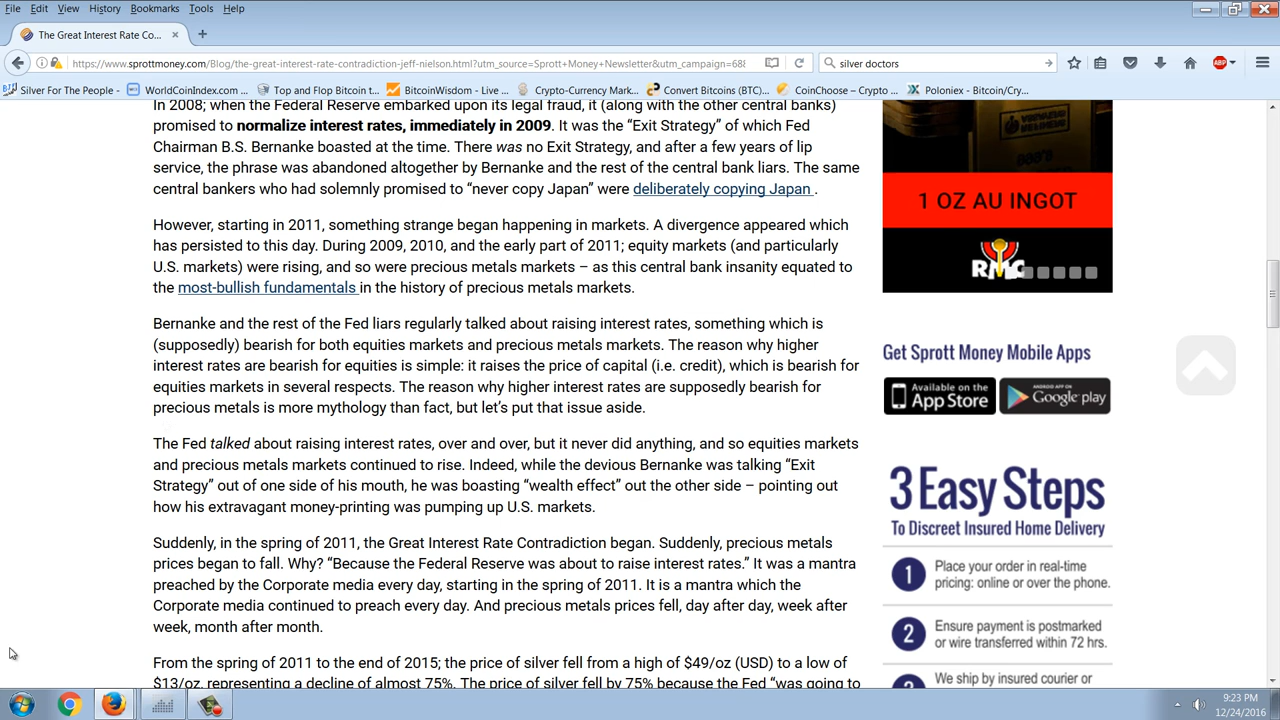 File Edit View History Bookmarks Tools Help
The Great Interest Rate Co... × +
https://www.sprottmoney.com/Blog/the-great-interest-rate-contradiction-jeff-nielson.html?utm_source=Sprott+Money+Newsletter&utm_campaign=688
silver doctors
ABP
Silver For The People - WorldCoinIndex.com ... Top and Flop Bitcoin t... BitcoinWisdom - Live ... Crypto-Currency Mark... Convert Bitcoins (BTC)... CoinChoose – Crypto ... Poloniex - Bitcoin/Cry...
In 2008; when the Federal Reserve embarked upon its legal fraud, it (along with the other central banks)
promised to normalize interest rates, immediately in 2009. It was the “Exit Strategy” of which Fed
Chairman B.S. Bernanke boasted at the time. There was no Exit Strategy, and after a few years of lip
service, the phrase was abandoned altogether by Bernanke and the rest of the central bank liars. The same
central bankers who had solemnly promised to “never copy Japan” were deliberately copying Japan .
However, starting in 2011, something strange began happening in markets. A divergence appeared which
has persisted to this day. During 2009, 2010, and the early part of 2011; equity markets (and particularly
U.S. markets) were rising, and so were precious metals markets – as this central bank insanity equated to
the most-bullish fundamentals in the history of precious metals markets.
Bernanke and the rest of the Fed liars regularly talked about raising interest rates, something which is
(supposedly) bearish for both equities markets and precious metals markets. The reason why higher
interest rates are bearish for equities is simple: it raises the price of capital (i.e. credit), which is bearish for
equities markets in several respects. The reason why higher interest rates are supposedly bearish for
precious metals is more mythology than fact, but let’s put that issue aside.
The Fed talked about raising interest rates, over and over, but it never did anything, and so equities markets
and precious metals markets continued to rise. Indeed, while the devious Bernanke was talking “Exit
Strategy” out of one side of his mouth, he was boasting “wealth effect” out the other side – pointing out
how his extravagant money-printing was pumping up U.S. markets.
Suddenly, in the spring of 2011, the Great Interest Rate Contradiction began. Suddenly, precious metals
prices began to fall. Why? “Because the Federal Reserve was about to raise interest rates.” It was a mantra
preached by the Corporate media every day, starting in the spring of 2011. It is a mantra which the
Corporate media continued to preach every day. And precious metals prices fell, day after day, week after
week, month after month.
From the spring of 2011 to the end of 2015; the price of silver fell from a high of $49/oz (USD) to a low of
$13/oz, representing a decline of almost 75%. The price of silver fell by 75% because the Fed “was going to
1 OZ AU INGOT
RMC
Get Sprott Money Mobile Apps
Available on the App Store
ANDROID APP ON Google play
3 Easy Steps
To Discreet Insured Home Delivery
1 Place your order in real-time
pricing: online or over the phone.
2 Ensure payment is postmarked
or wire transferred within 72 hrs.
We ship by insured courier or
9:23 PM
12/24/2016